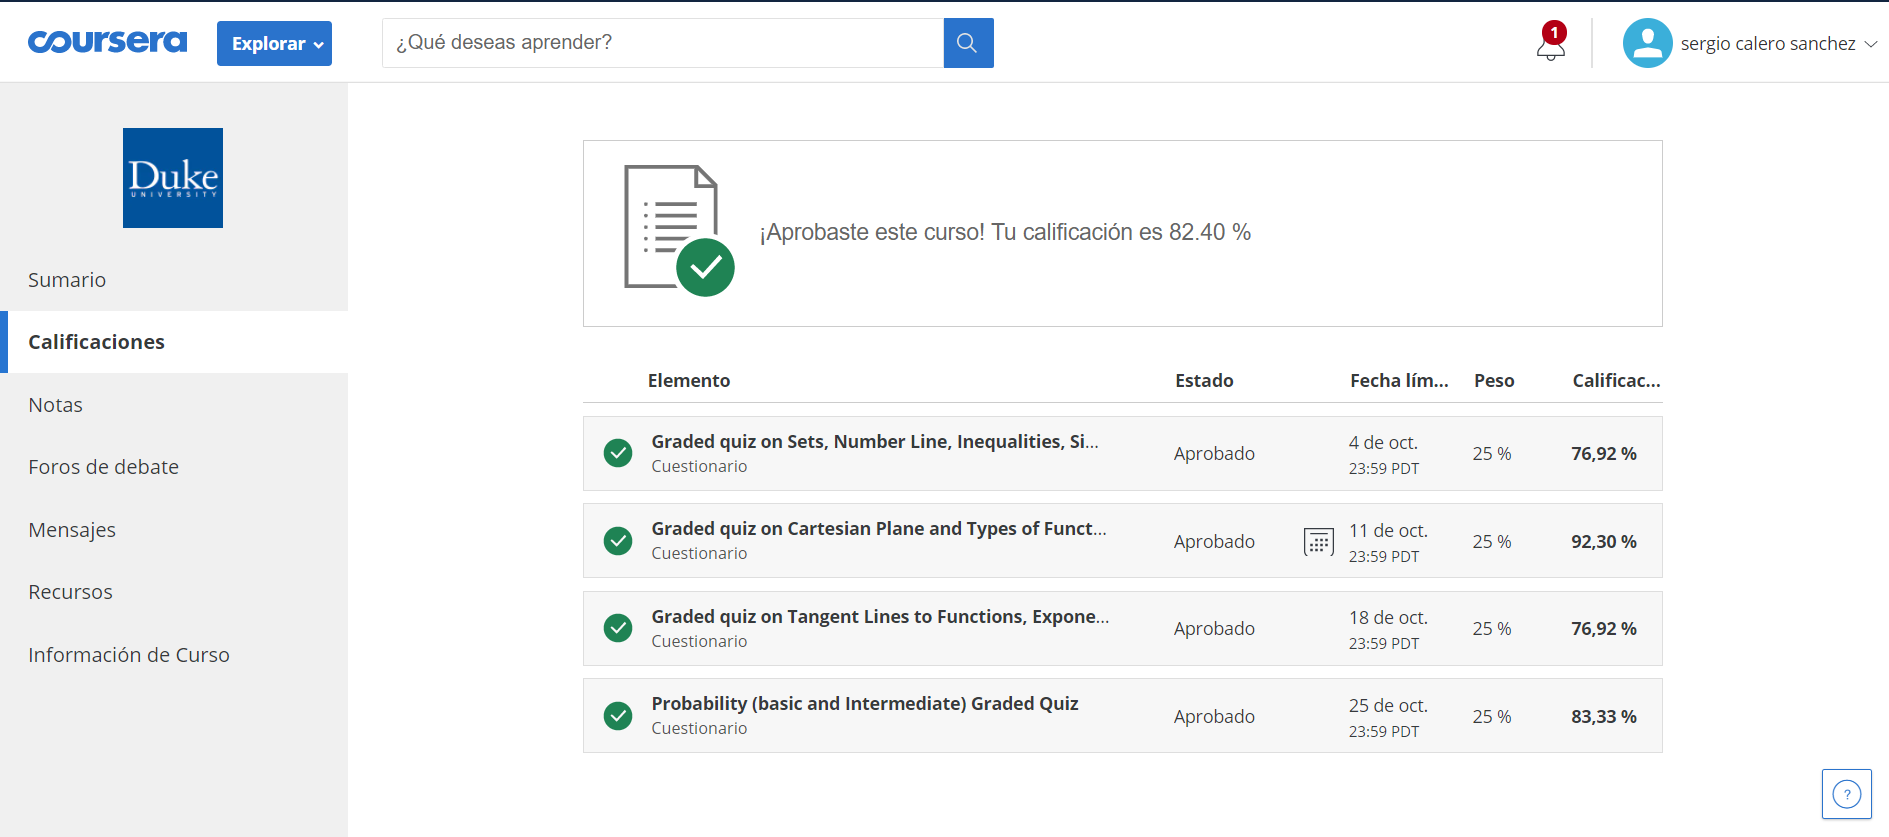 coursera
Explorar
¿Qué deseas aprender?
1
sergio calero sanchez
Duke
UNIVERSITY
Sumario
Calificaciones
Notas
Foros de debate
Mensajes
Recursos
Información de Curso
¡Aprobaste este curso! Tu calificación es 82.40 %
Elemento Estado Fecha lím... Peso Calificac...
Graded quiz on Sets, Number Line, Inequalities, Si...
Cuestionario
Aprobado
4 de oct.
23:59 PDT
25 %
76,92 %
Graded quiz on Cartesian Plane and Types of Funct...
Cuestionario
Aprobado
11 de oct.
23:59 PDT
25 %
92,30 %
Graded quiz on Tangent Lines to Functions, Expone...
Cuestionario
Aprobado
18 de oct.
23:59 PDT
25 %
76,92 %
Probability (basic and Intermediate) Graded Quiz
Cuestionario
Aprobado
25 de oct.
23:59 PDT
25 %
83,33 %
?